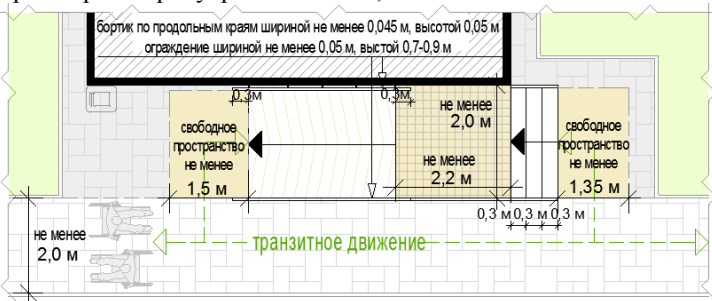 бортик по продольным краям шириной не менее 0,045 м, высотой 0,05 м
ограждение шириной не менее 0,05 м, выстой 0,7-0,9 м
0,3м
0,3м
не менее
2,0 м
свободное
пространство
не менее
1,5 м
не менее
2,2 м
свободное
пространство
не менее
1,35 м
0,3 м 0,3 м 0,3 м
не менее
2,0 м
транзитное движение